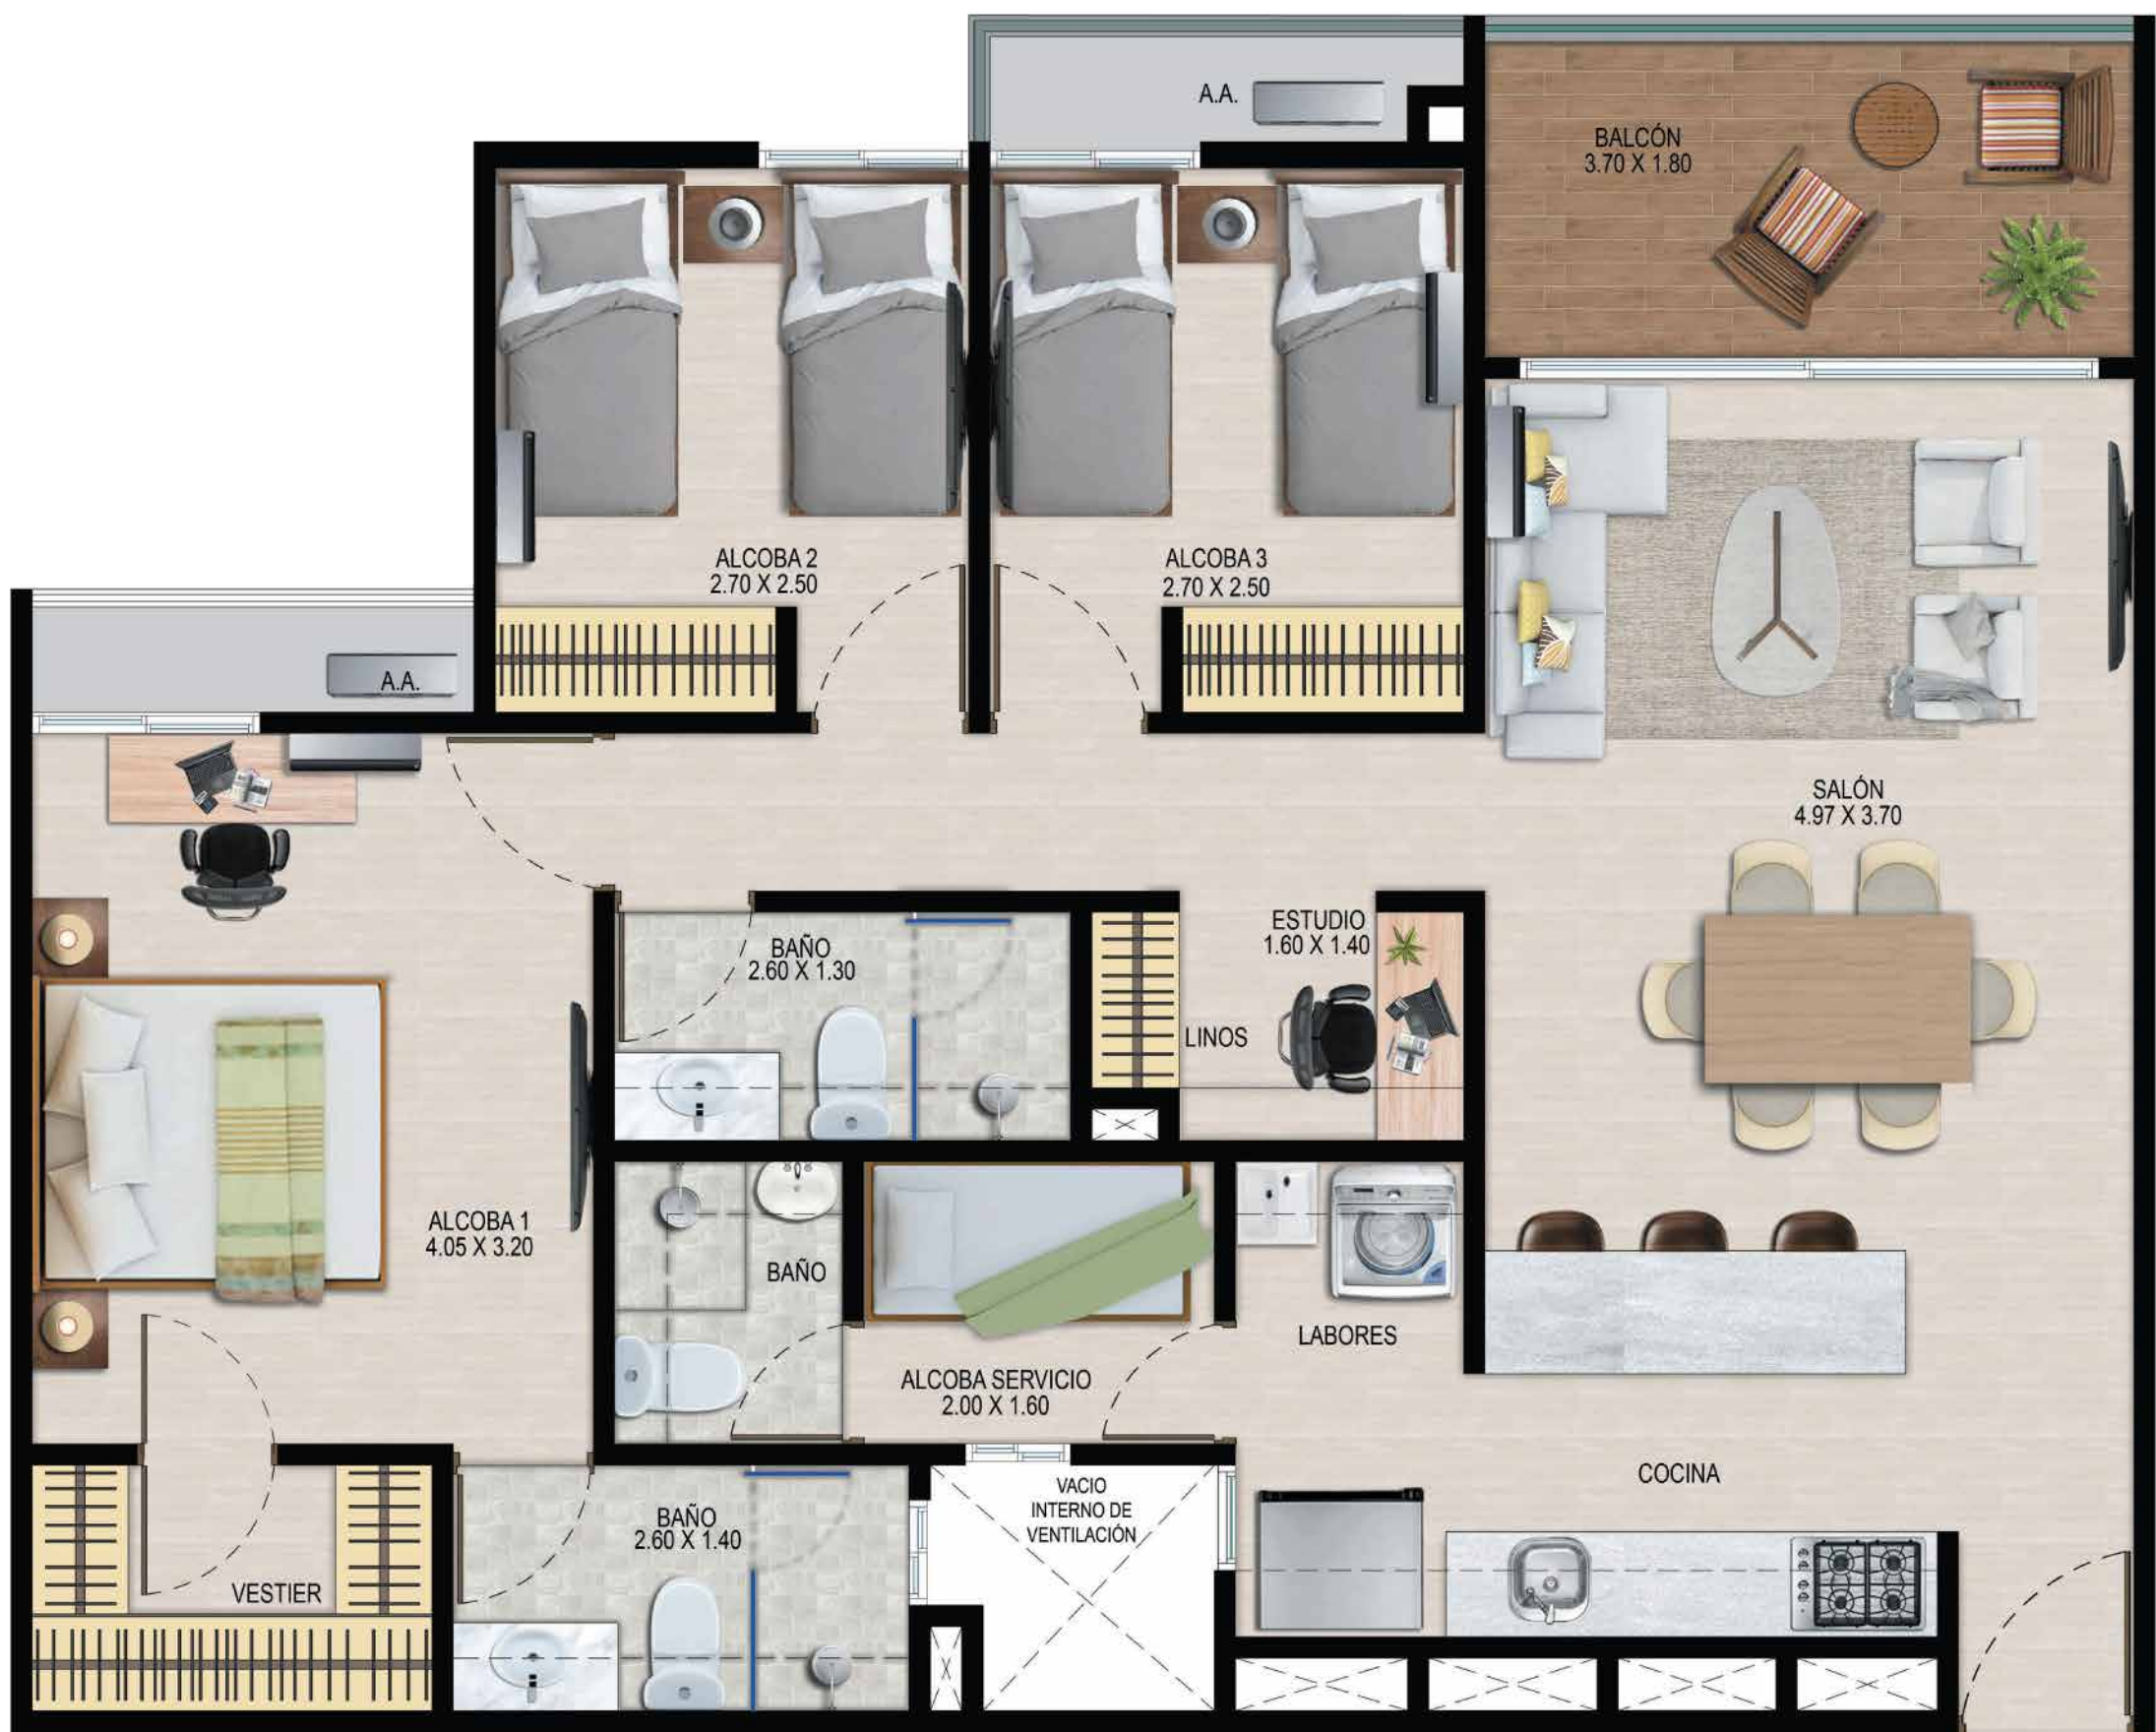 A.A.
BALCÓN
3.70 X 1.80
ALCOBA 2
2.70 X 2.50
ALCOBA 3
2.70 X 2.50
A.A.
SALÓN
4.97 X 3.70
BAÑO
2.60 X 1.30
ESTUDIO
1.60 X 1.40
LINOS
ALCOBA 1
4.05 X 3.20
BAÑO
LABORES
ALCOBA SERVICIO
2.00 X 1.60
COCINA
VACIO
INTERNO DE
VENTILACIÓN
BAÑO
2.60 X 1.40
VESTIER